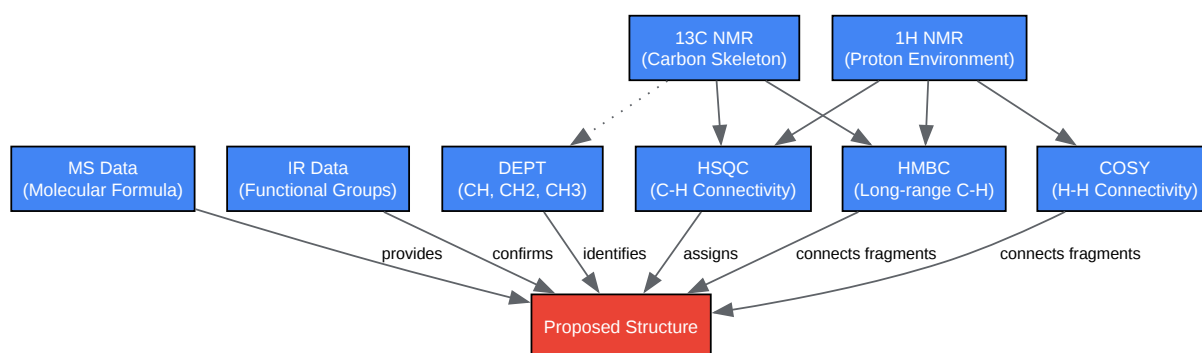 13C NMR
(Carbon Skeleton)
1H NMR
(Proton Environment)
MS Data
(Molecular Formula)
IR Data
(Functional Groups)
DEPT
(CH, CH2, CH3)
HSQC
(C-H Connectivity)
HMBC
(Long-range C-H)
COSY
(H-H Connectivity)
provides
confirms
identifies
assigns
connects fragments
connects fragments
Proposed Structure